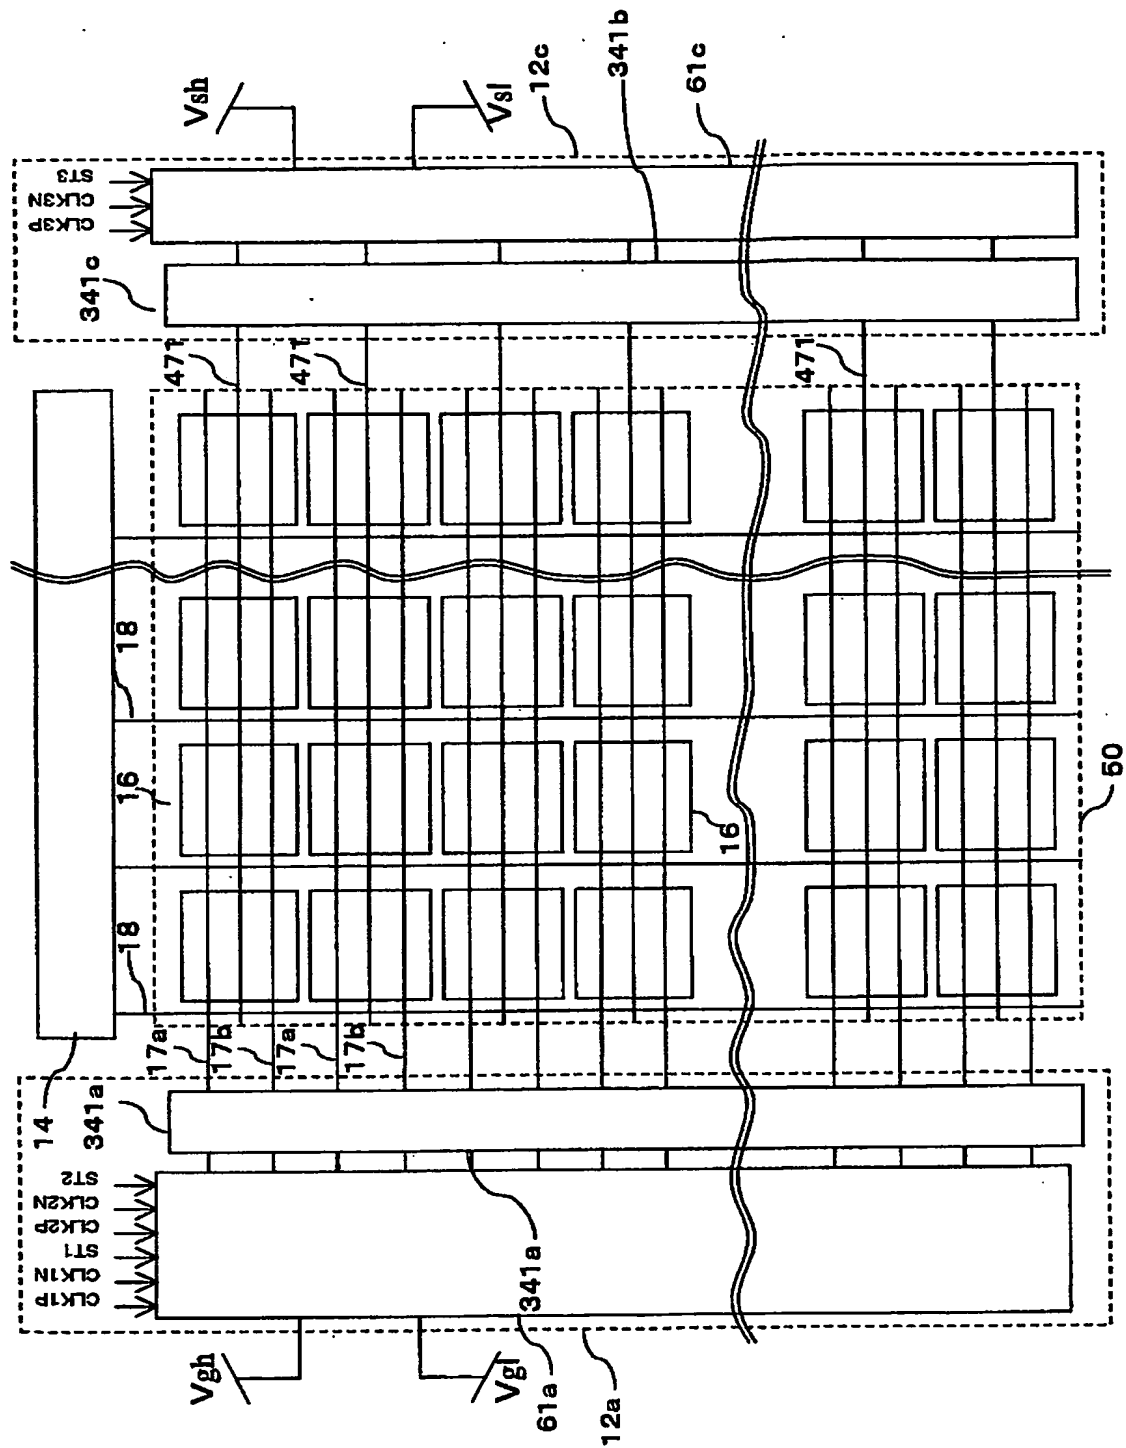 341b
12c
61c
Vsh
Vsl
ST3
CLK3N
CLK3P
341c
471
471
471
18
16
16
50
18
17a
17b
17a
17b
14
341a
ST2
CLK2N
CLK2P
ST1
CLK1N
CLK1P
341a
Vgh
Vgl
61a
12a